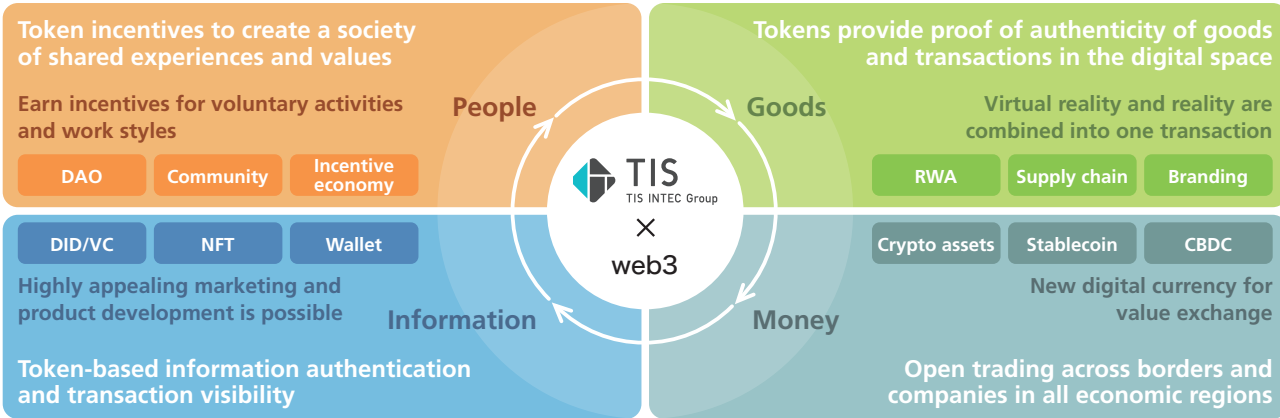 Token incentives to create a society
of shared experiences and values
Earn incentives for voluntary activities
and work styles
People
DAO
Community
Incentive
economy
Tokens provide proof of authenticity of goods
and transactions in the digital space
Goods
Virtual reality and reality are
combined into one transaction
RWA
Supply chain
Branding
TIS
TIS INTEC Group
×
web3
DID/VC
NFT
Wallet
Highly appealing marketing and
product development is possible
Information
Token-based information authentication
and transaction visibility
Crypto assets
Stablecoin
CBDC
New digital currency for
value exchange
Money
Open trading across borders and
companies in all economic regions